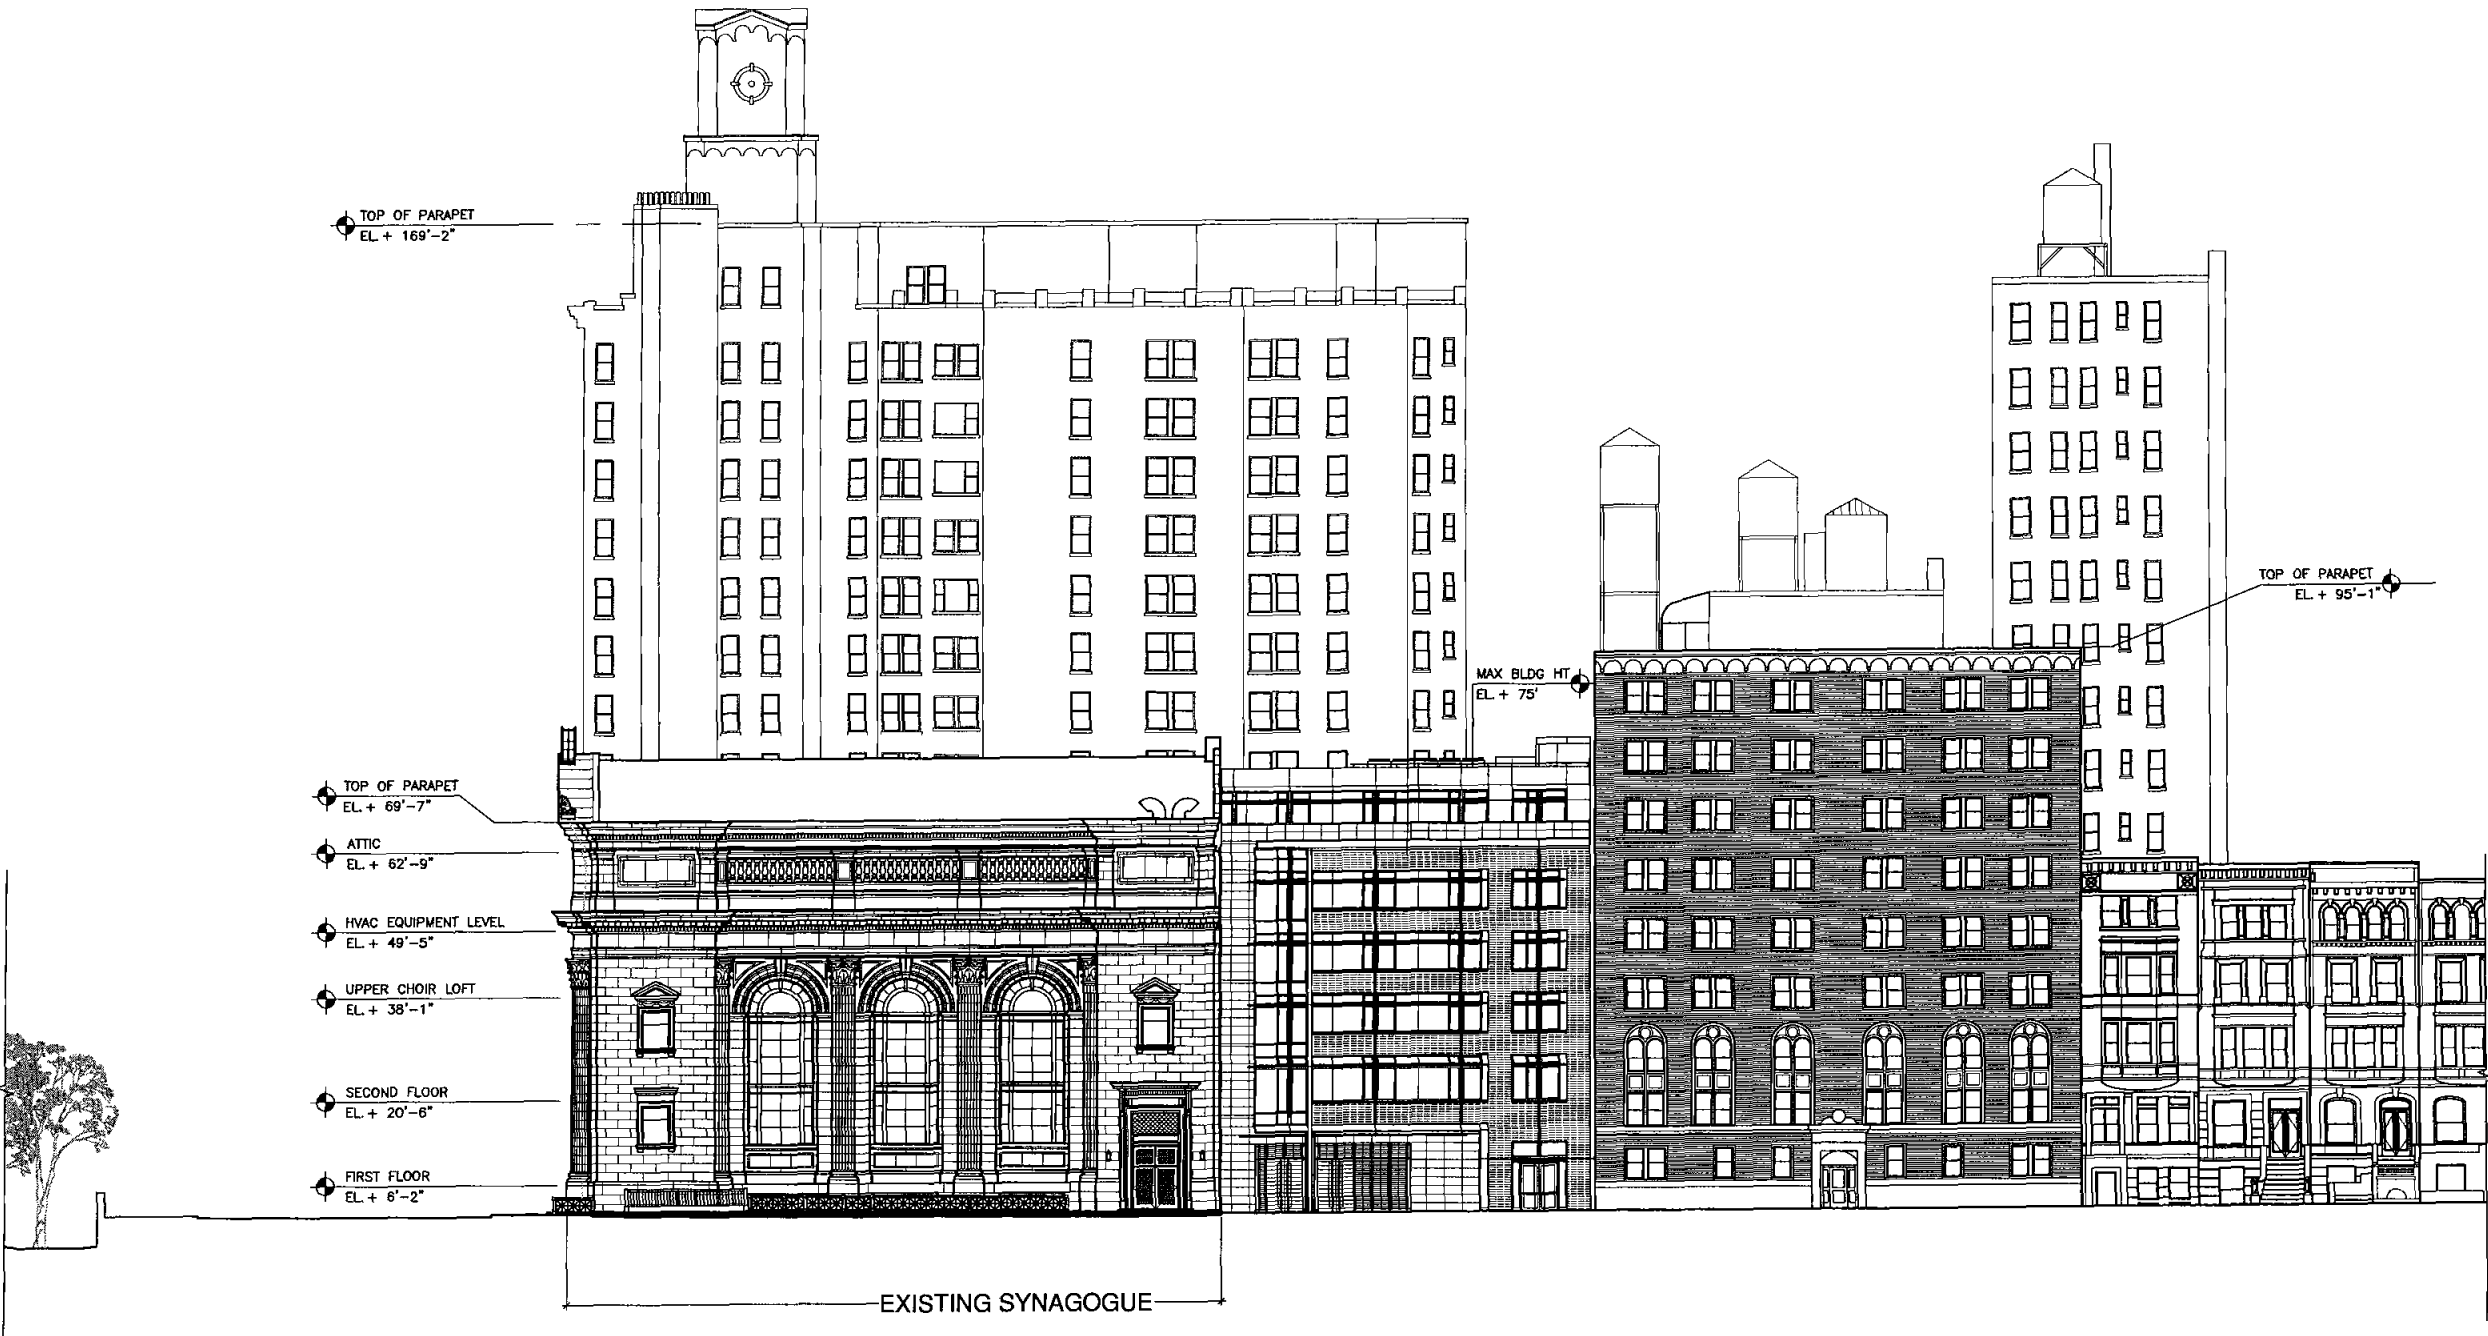 TOP OF PARAPET
EL. + 169'-2"
TOP OF PARAPET
EL. + 95'-1"
MAX BLDG HT
EL. + 75'
TOP OF PARAPET
EL. + 69'-7"
ATTIC
EL. + 62'-9"
HVAC EQUIPMENT LEVEL
EL. + 49'-5"
UPPER CHOIR LOFT
EL. + 38'-1"
SECOND FLOOR
EL. + 20'-6"
FIRST FLOOR
EL. + 6'-2"
EXISTING SYNAGOGUE